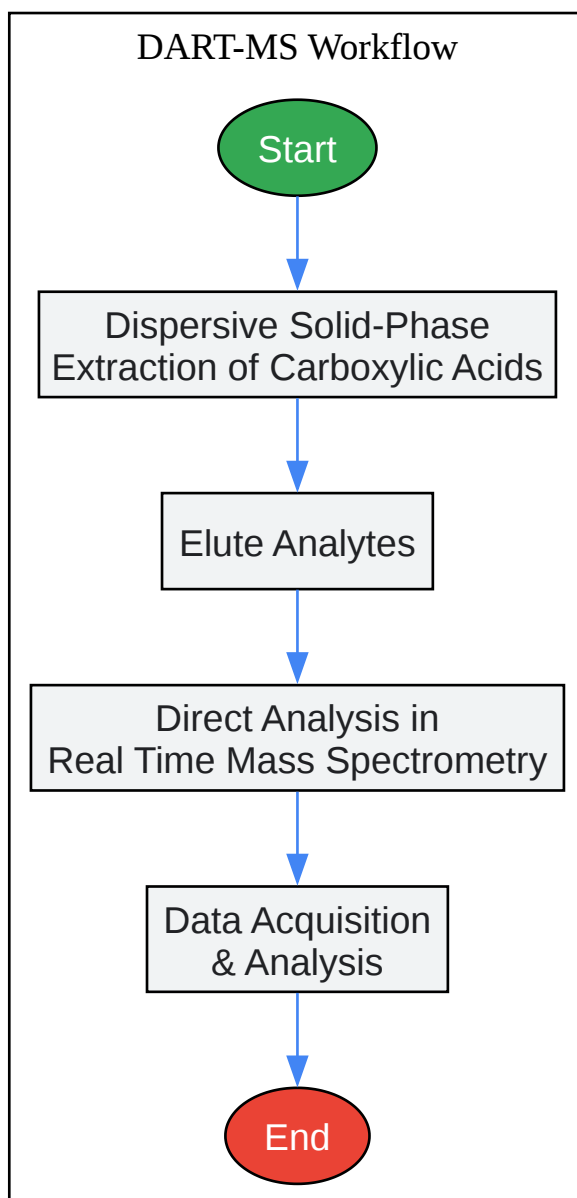 DART-MS Workflow
Start
Dispersive Solid-Phase
Extraction of Carboxylic Acids
Elute Analytes
Direct Analysis in
Real Time Mass Spectrometry
Data Acquisition
& Analysis
End